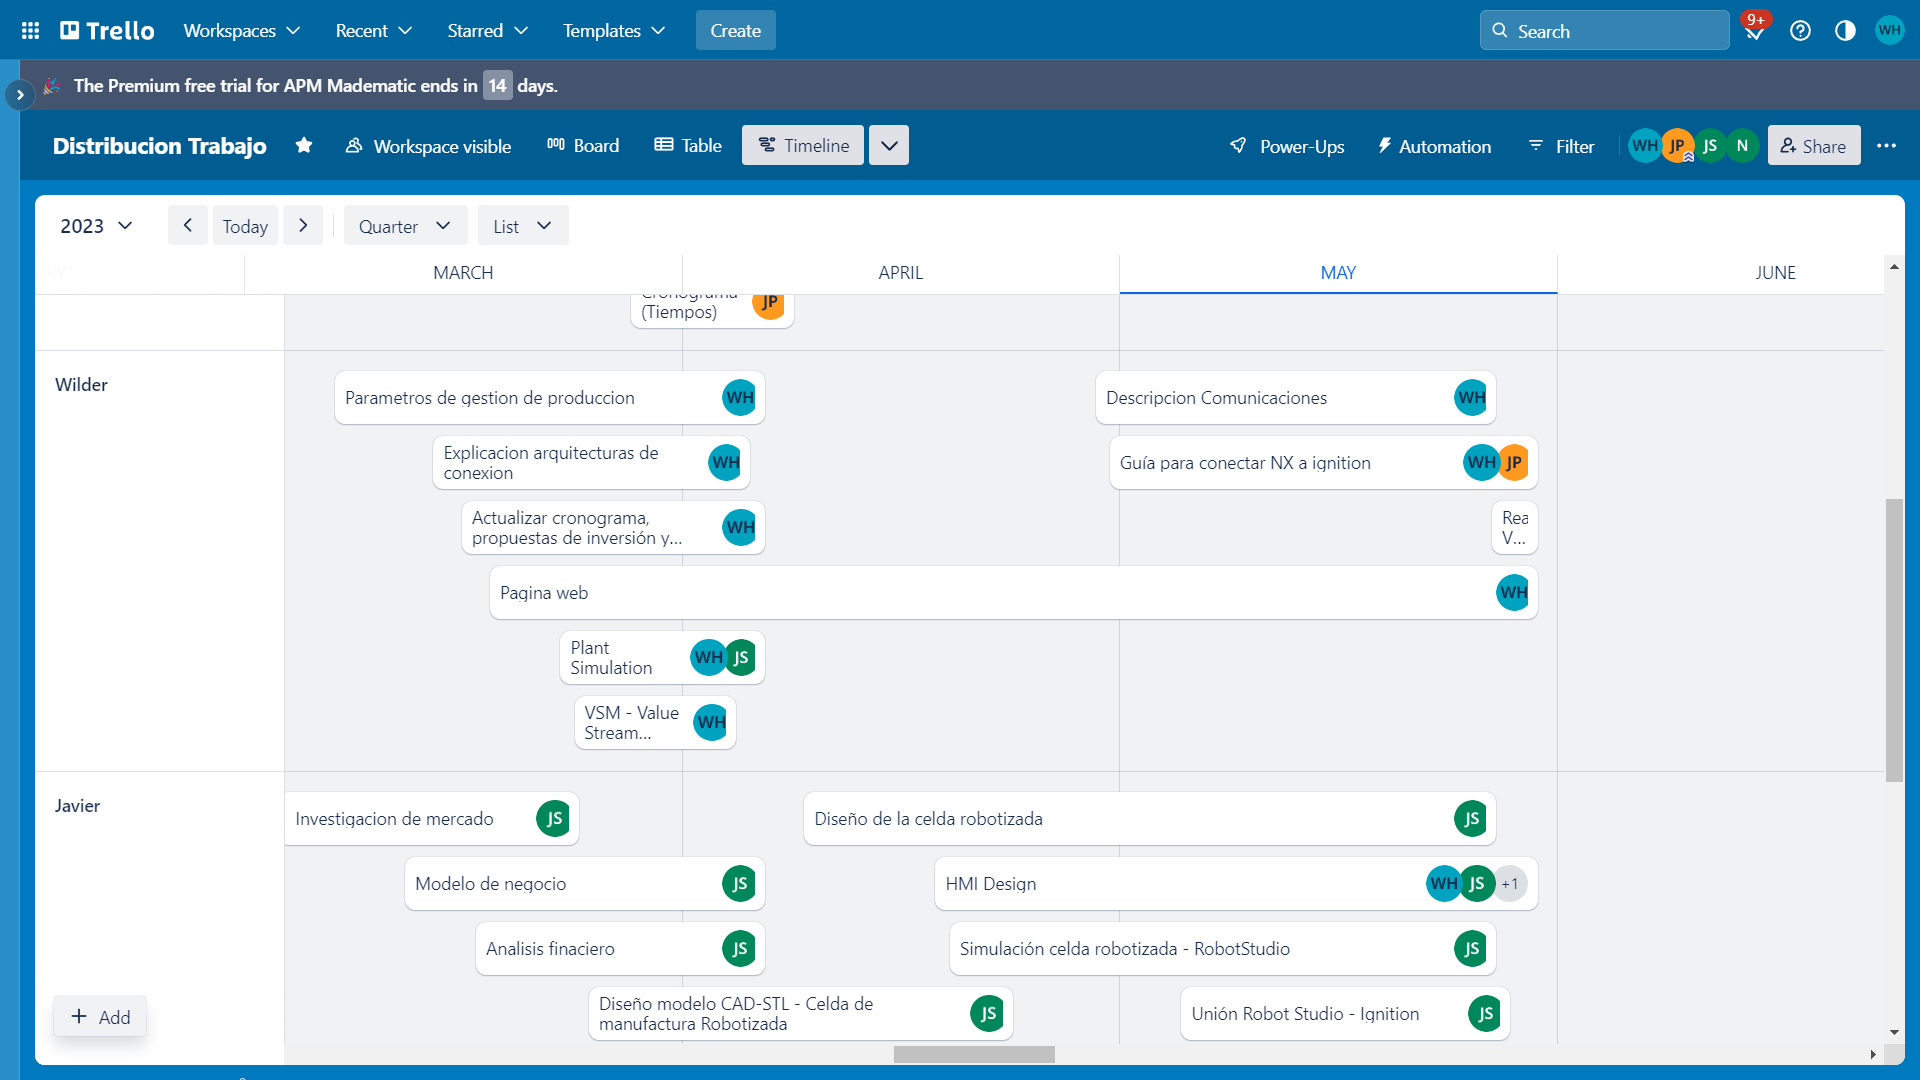 Trello Workspaces Recent Starred Templates Create Search 9+ WH
The Premium free trial for APM Madematic ends in 14 days.
Distribucion Trabajo Workspace visible Board Table Timeline Power-Ups Automation Filter WH JP JS N Share
2023 Today Quarter List
MARCH APRIL MAY JUNE
Cronograma (Tiempos) JP
Wilder
Parametros de gestion de produccion WH
Descripcion Comunicaciones WH
Explicacion arquitecturas de
conexion WH
Guía para conectar NX a ignition WH JP
Actualizar cronograma,
propuestas de inversión y... WH
Rea
V...
Pagina web WH
Plant
Simulation WH JS
VSM - Value
Stream... WH
Javier
Investigacion de mercado JS
Diseño de la celda robotizada JS
Modelo de negocio JS
HMI Design WH JS +1
Analisis finaciero JS
Simulación celda robotizada - RobotStudio JS
Diseño modelo CAD-STL - Celda de
manufactura Robotizada JS
Unión Robot Studio - Ignition JS
Add